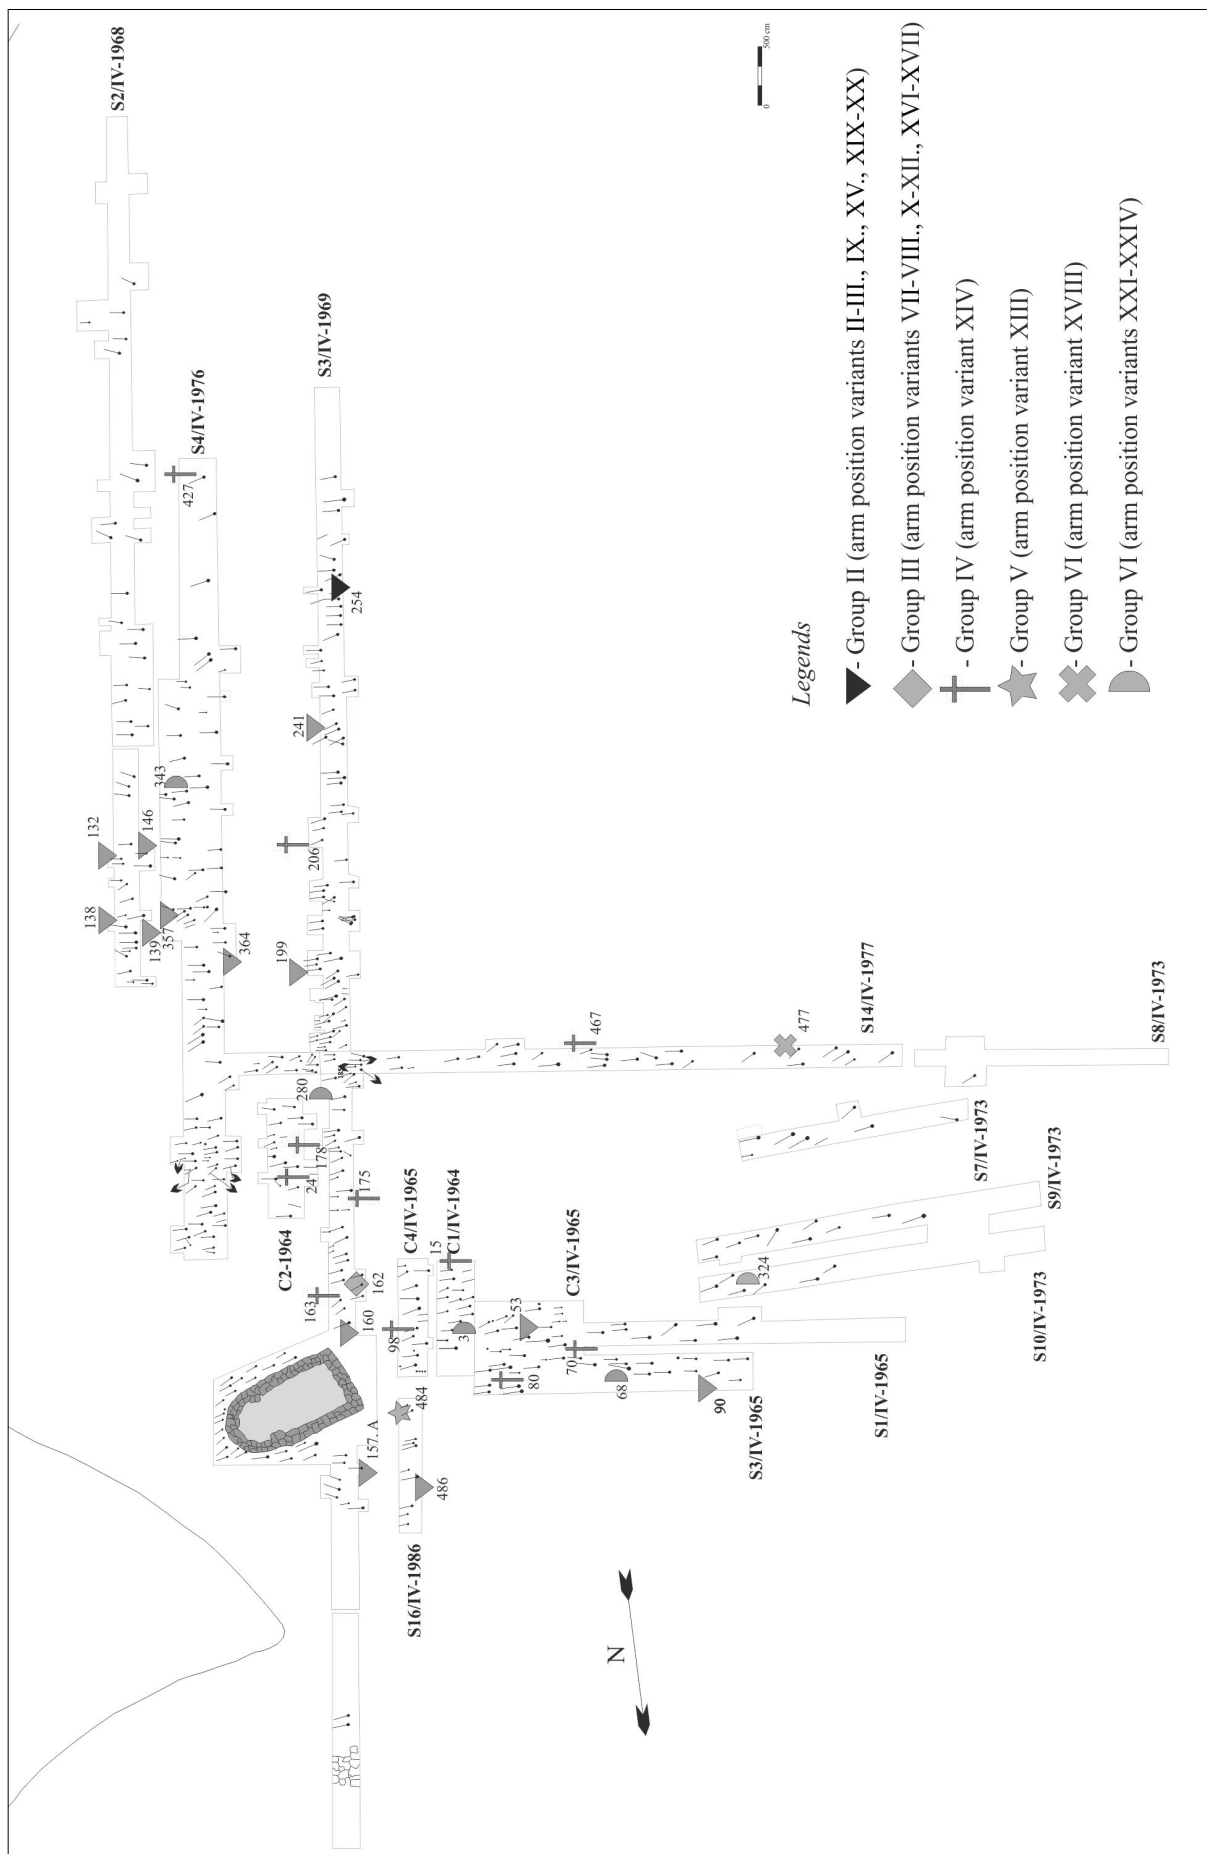 S2/IV-1968
S4/IV-1976
S3/IV-1969
427
254
241
343
132
146
206
138
139
357
364
199
467
477
S14/IV-1977
S8/IV-1973
280
178
24
175
C2-1964
C4/IV-1965
15
C1/IV-1964
C3/IV-1965
S7/IV-1973
S9/IV-1973
S10/IV-1973
324
163
162
160
98
3
53
70
80
68
90
S1/IV-1965
S3/IV-1965
484
157. A
486
S16/IV-1986
N
0
500 cm
Legends
- Group II (arm position variants II-III., IX., XV., XIX-XX)
- Group III (arm position variants VII-VIII., X-XII., XVI-XVII)
- Group IV (arm position variant XIV)
- Group V (arm position variant XIII)
- Group VI (arm position variant XVIII)
- Group VI (arm position variants XXI-XXIV)